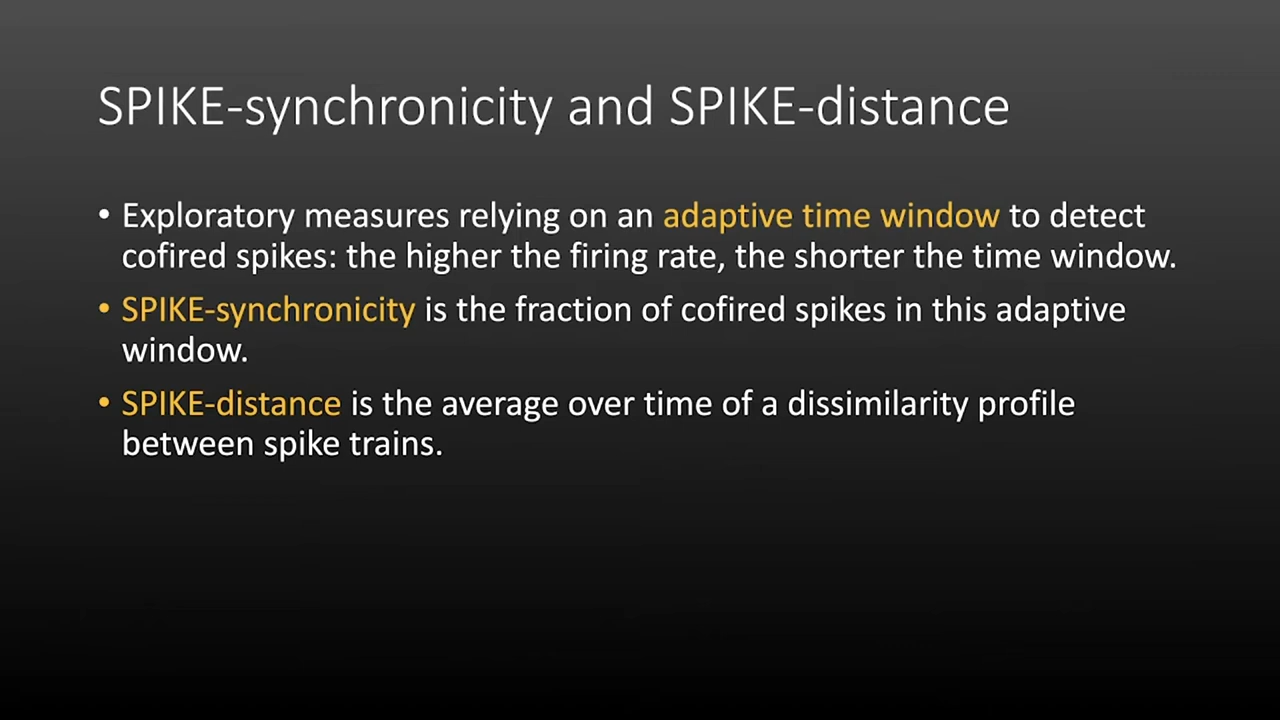 SPIKE-synchronicity and SPIKE-distance
• Exploratory measures relying on an adaptive time window to detect
cofired spikes: the higher the firing rate, the shorter the time window.
• SPIKE-synchronicity is the fraction of cofired spikes in this adaptive
window.
• SPIKE-distance is the average over time of a dissimilarity profile
between spike trains.